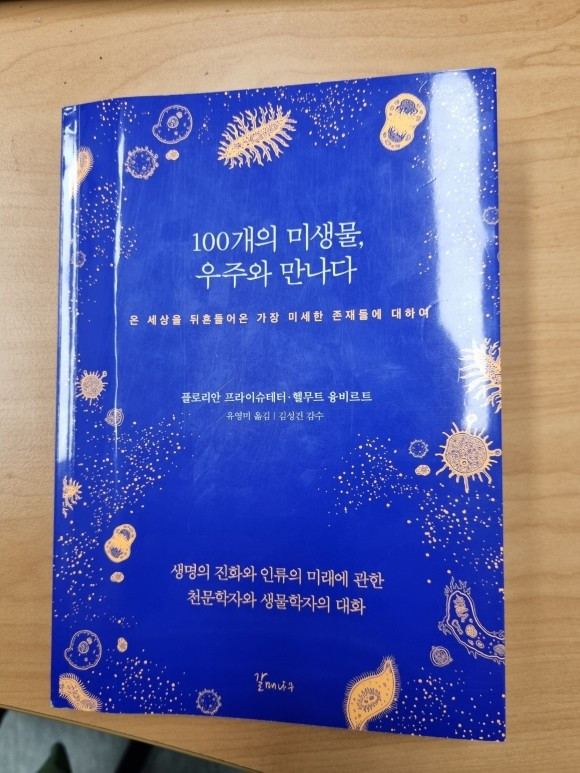 100개의 미생물,
우주와 만나다
온 세상을 뒤흔들어온 가장 미세한 존재들에 대하여
플로리안 프라이슈테터·헬무트 융비르트
유영미 옮김 | 김성건 감수
생명의 진화와 인류의 미래에 관한
천문학자와 생물학자의 대화
갈매나무